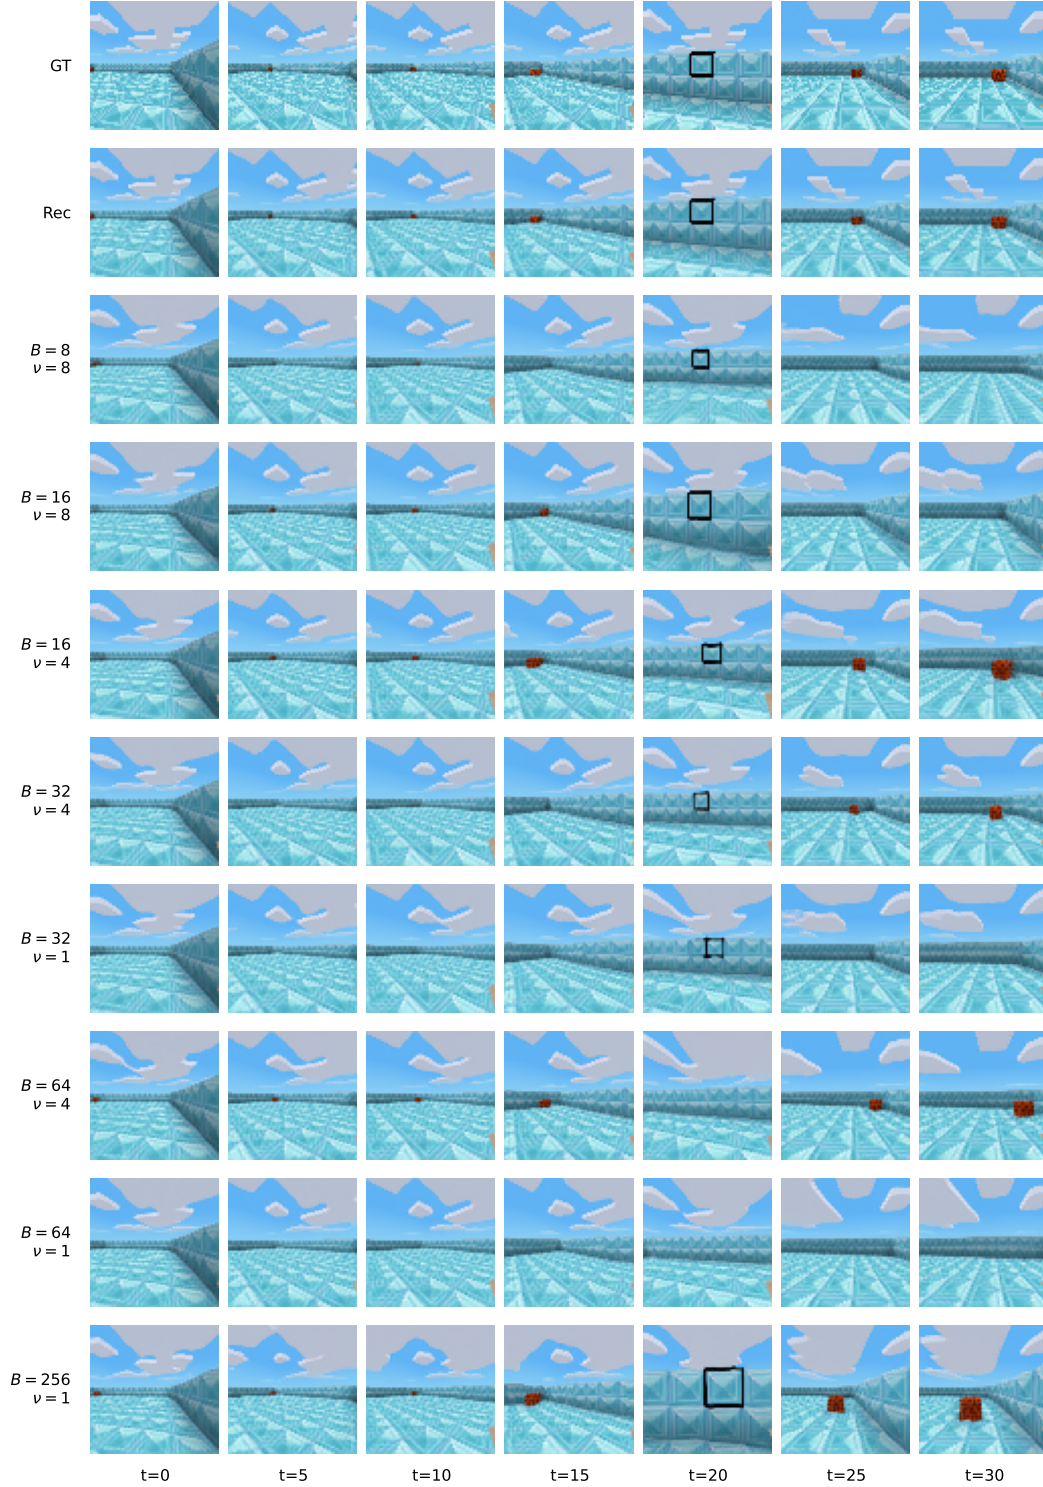 GT
Rec
B = 8
ν = 8
B = 16
ν = 8
B = 16
ν = 4
B = 32
ν = 4
B = 32
ν = 1
B = 64
ν = 4
B = 64
ν = 1
B = 256
ν = 1
t=0 t=5 t=10 t=15 t=20 t=25 t=30